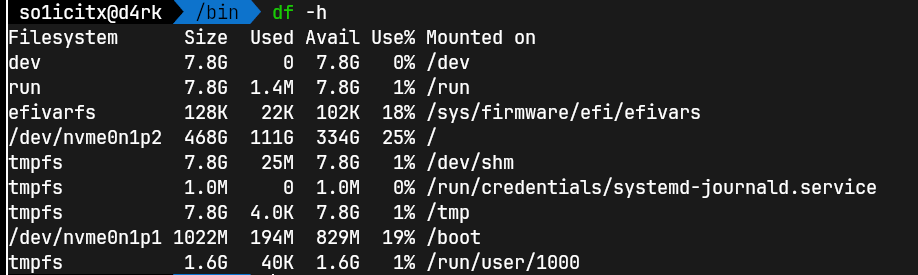 so1icitx@d4rk /bin df -h
Filesystem Size Used Avail Use% Mounted on
dev 7.8G 0 7.8G 0% /dev
run 7.8G 1.4M 7.8G 1% /run
efivarfs 128K 22K 102K 18% /sys/firmware/efi/efivars
/dev/nvme0n1p2 468G 111G 334G 25% /
tmpfs 7.8G 25M 7.8G 1% /dev/shm
tmpfs 1.0M 0 1.0M 0% /run/credentials/systemd-journald.service
tmpfs 7.8G 4.0K 7.8G 1% /tmp
/dev/nvme0n1p1 1022M 194M 829M 19% /boot
tmpfs 1.6G 40K 1.6G 1% /run/user/1000